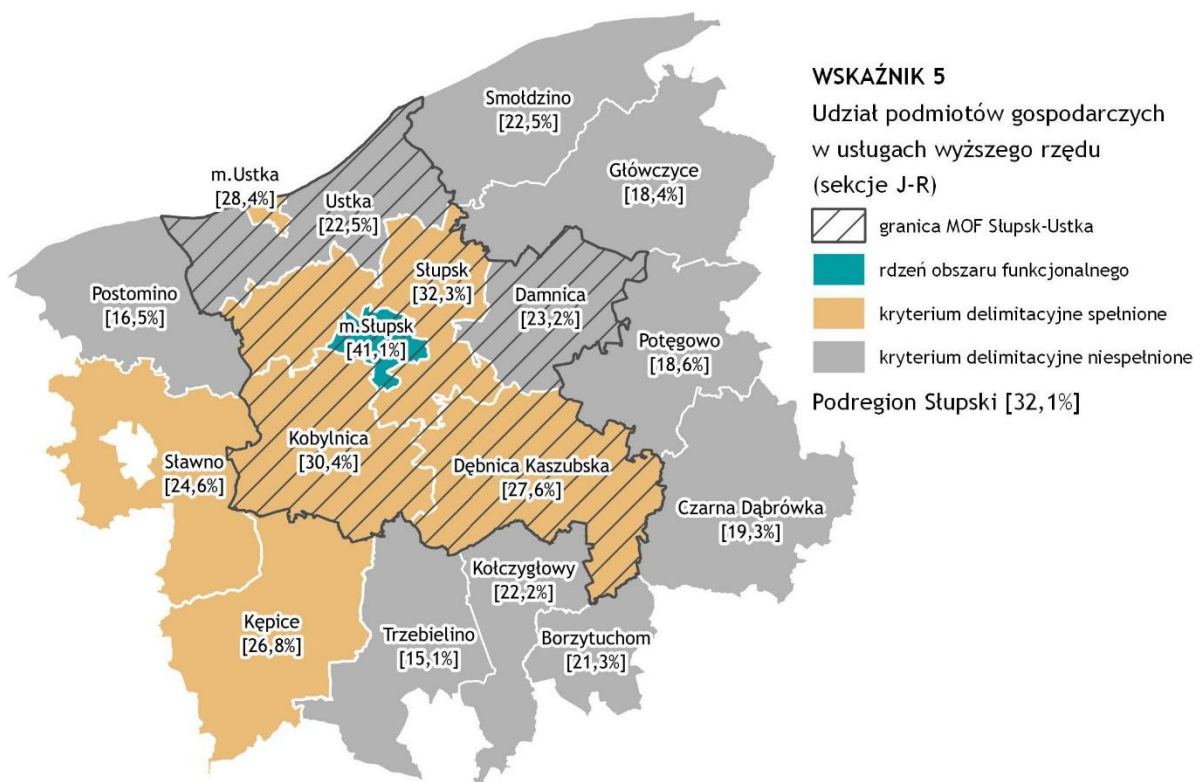 WSKAŹNIK 5
Udział podmiotów gospodarczych
w usługach wyższego rzędu
(sekcje J-R)
granica MOF Słupsk-Ustka
rdzeń obszaru funkcjonalnego
kryterium delimitacyjne spełnione
kryterium delimitacyjne niespełnione
Podregion Słupski [32,1%]
Smołdzino
[22,5%]
Główczyce
[18,4%]
m.Ustka
[28,4%]
Ustka
[22,5%]
Słupsk
[32,3%]
Damnica
[23,2%]
Postomino
[16,5%]
m.Słupsk
[41,1%]
Potęgowo
[18,6%]
Kobylnica
[30,4%]
Dębnica Kaszubska
[27,6%]
Sławno
[24,6%]
Czarna Dąbrówka
[19,3%]
Kołczygłowy
[22,2%]
Kępice
[26,8%]
Trzebielino
[15,1%]
Borzytuchom
[21,3%]